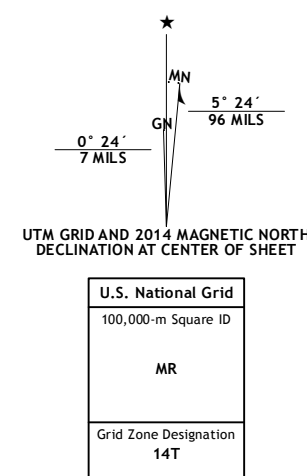 ★
MN
5° 24´
96 MILS
GN
0° 24´
7 MILS
UTM GRID AND 2014 MAGNETIC NORTH
DECLINATION AT CENTER OF SHEET
U.S. National Grid
100,000-m Square ID
MR
Grid Zone Designation
14T